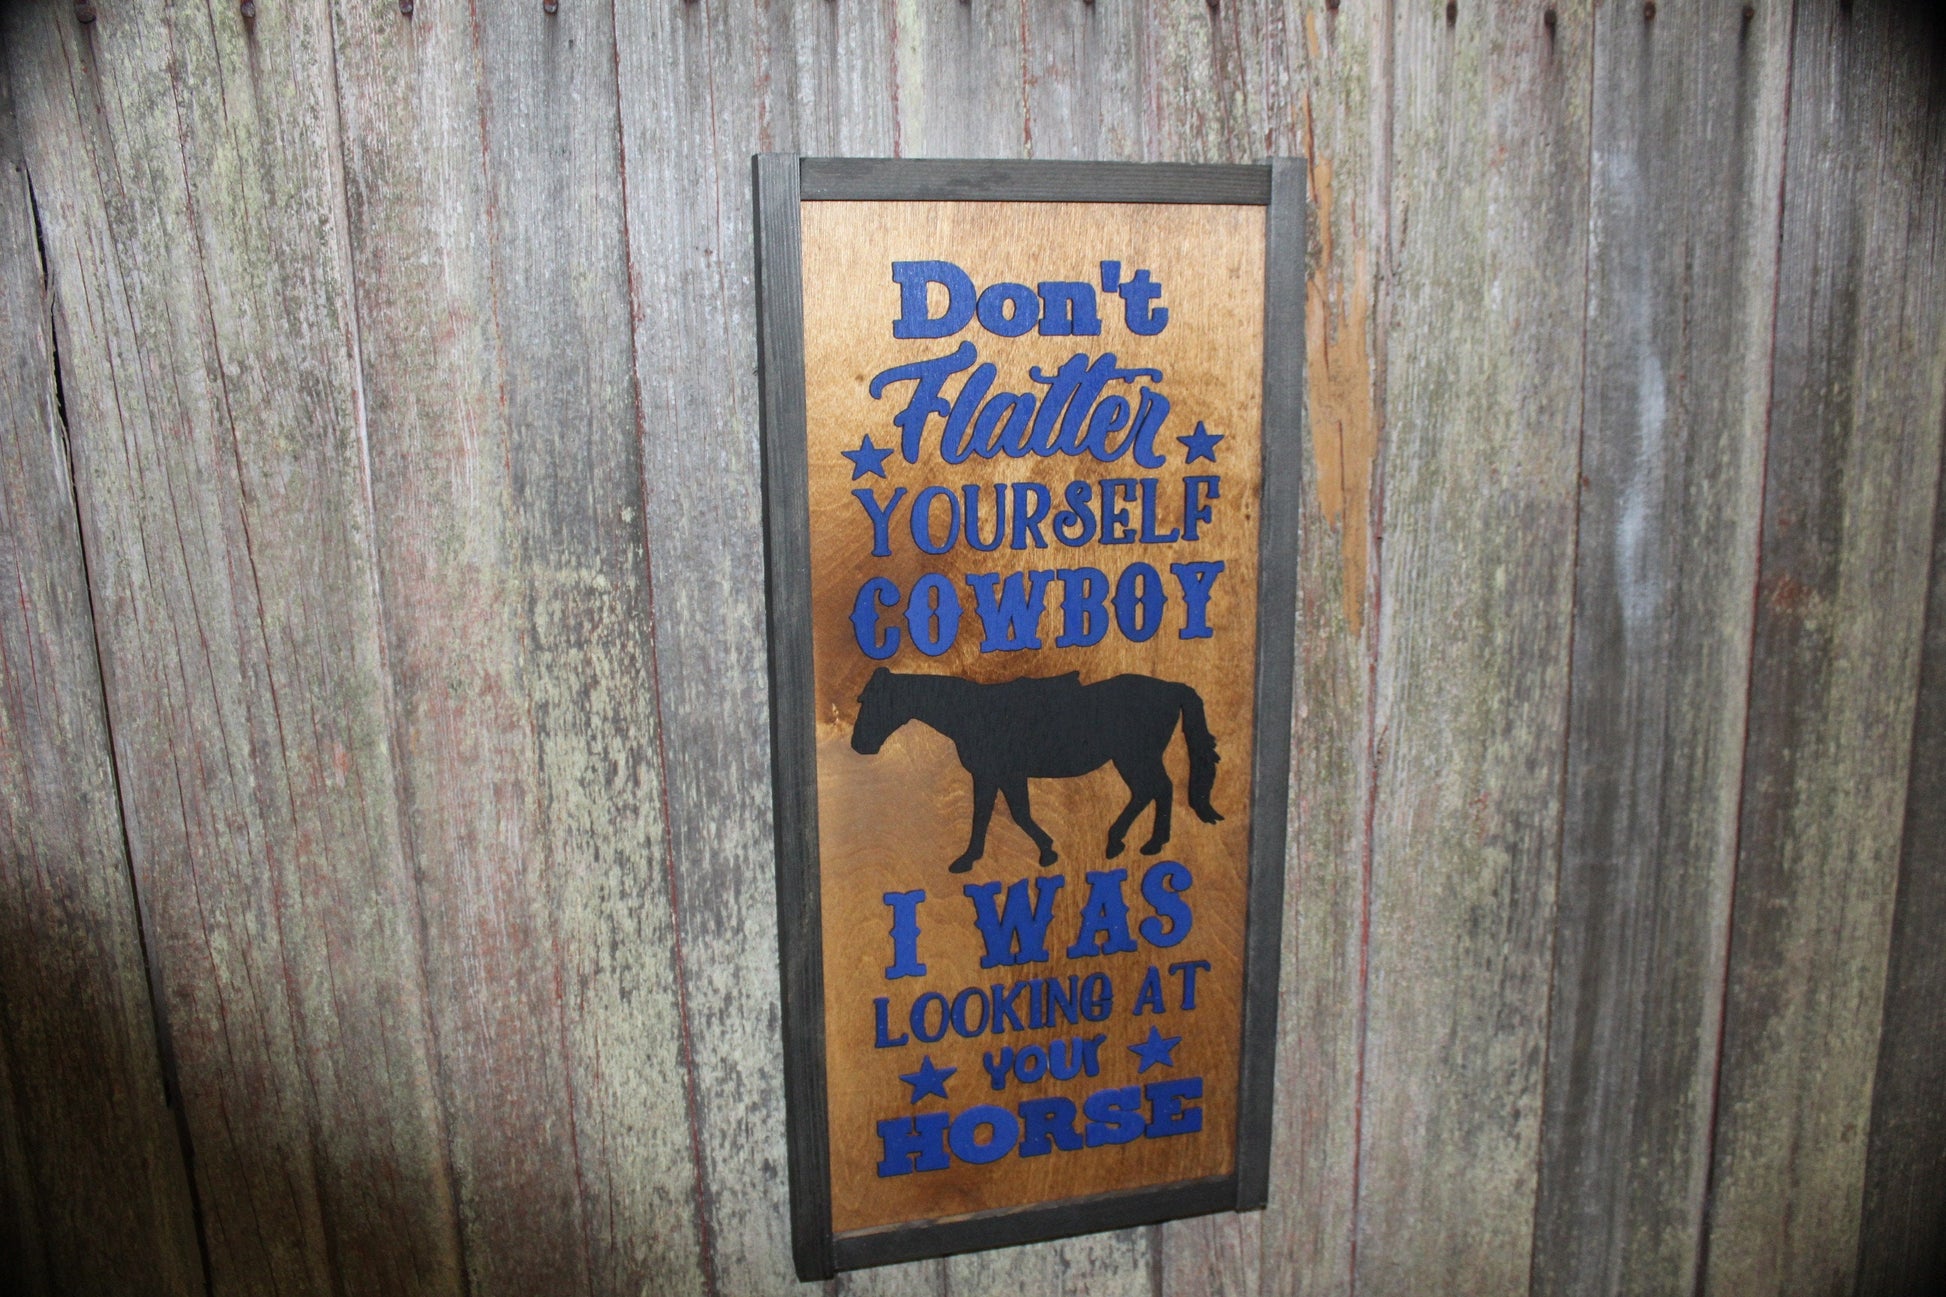 Don't
Flatter
YOURSELF
COWBOY
I WAS
LOOKING AT
your
HORSE